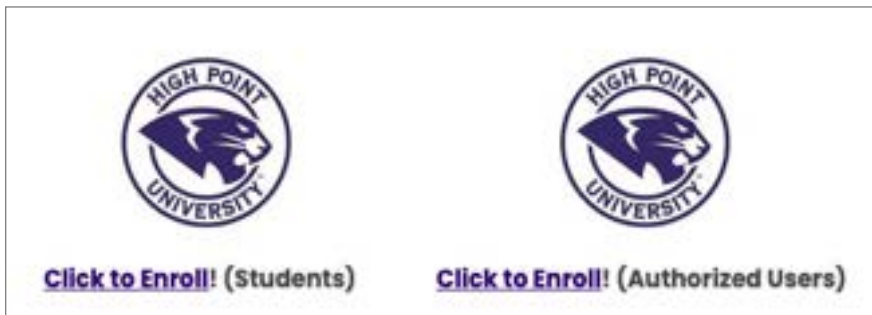 HIGH POINT
UNIVERSITY
Click to Enroll! (Students)
HIGH POINT
UNIVERSITY
Click to Enroll! (Authorized Users)